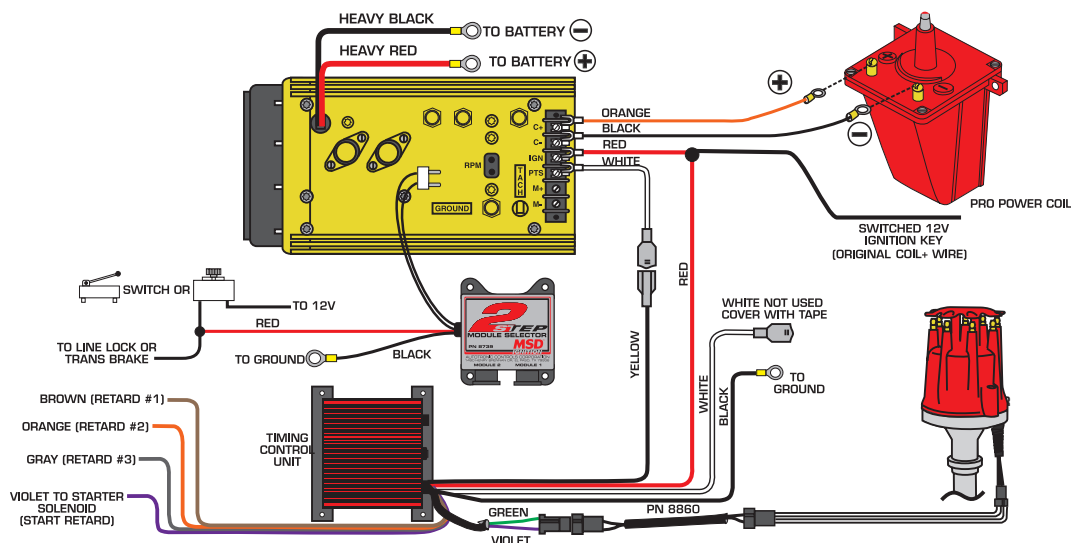 HEAVY BLACK
TO BATTERY −
HEAVY RED
TO BATTERY +
ORANGE
BLACK
RED
WHITE
C+
C-
IGN
PTS
M+
M-
RPM
TACH
GROUND
+
−
PRO POWER COIL
SWITCHED 12V
IGNITION KEY
(ORIGINAL COIL+ WIRE)
SWITCH OR
TO 12V
RED
TO LINE LOCK OR
TRANS BRAKE
TO GROUND
BLACK
2
STEP
MODULE SELECTOR
PN 8739
MSD
IGNITION
MODULE 2 MODULE 1
RED
YELLOW
WHITE NOT USED
COVER WITH TAPE
WHITE
BLACK
TO
GROUND
BROWN (RETARD #1)
ORANGE (RETARD #2)
GRAY (RETARD #3)
VIOLET TO STARTER
SOLENOID
(START RETARD)
TIMING
CONTROL
UNIT
GREEN
VIOLET
PN 8860